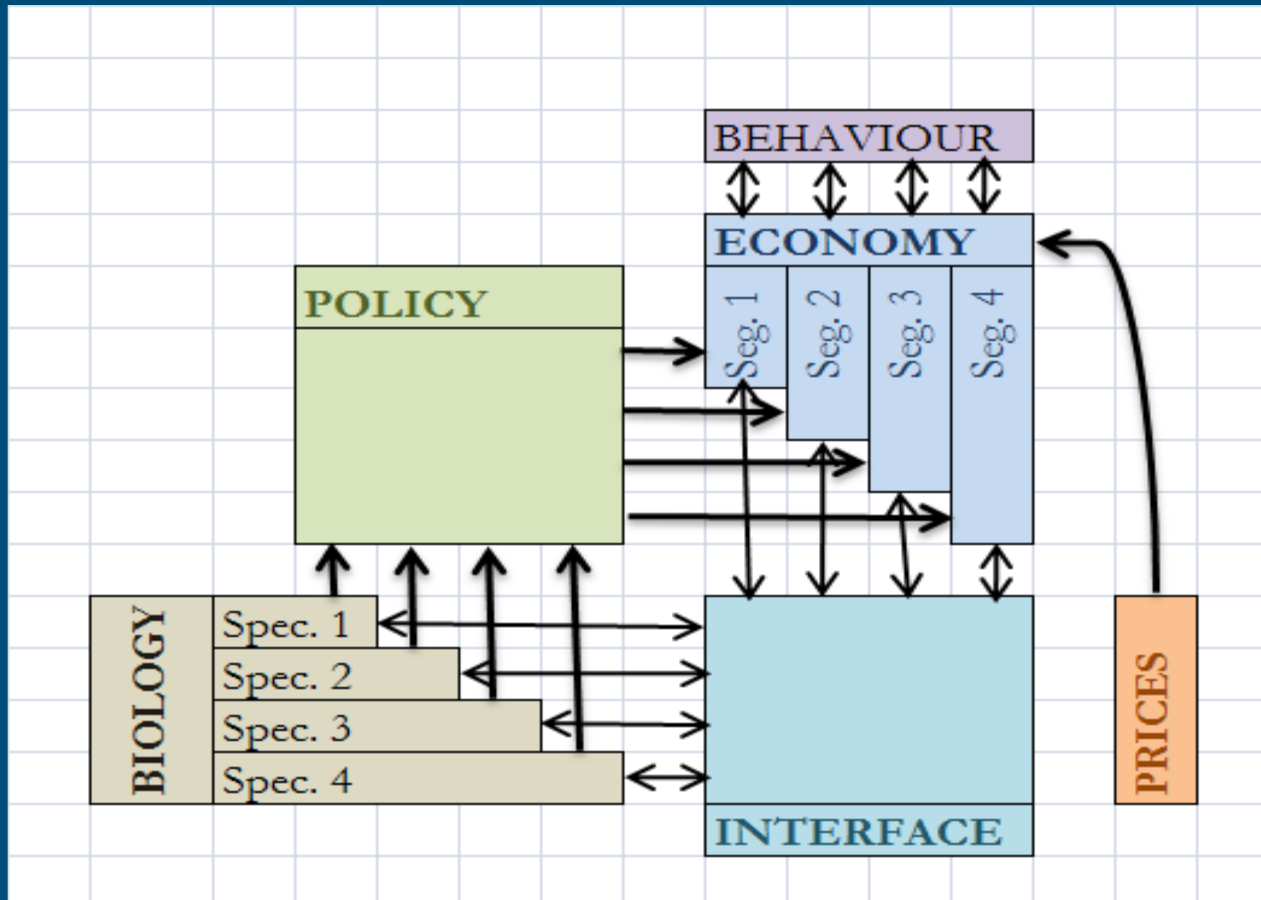 BEHAVIOUR
ECONOMY
Seg. 1
Seg. 2
Seg. 3
Seg. 4
POLICY
BIOLOGY
Spec. 1
Spec. 2
Spec. 3
Spec. 4
INTERFACE
PRICES